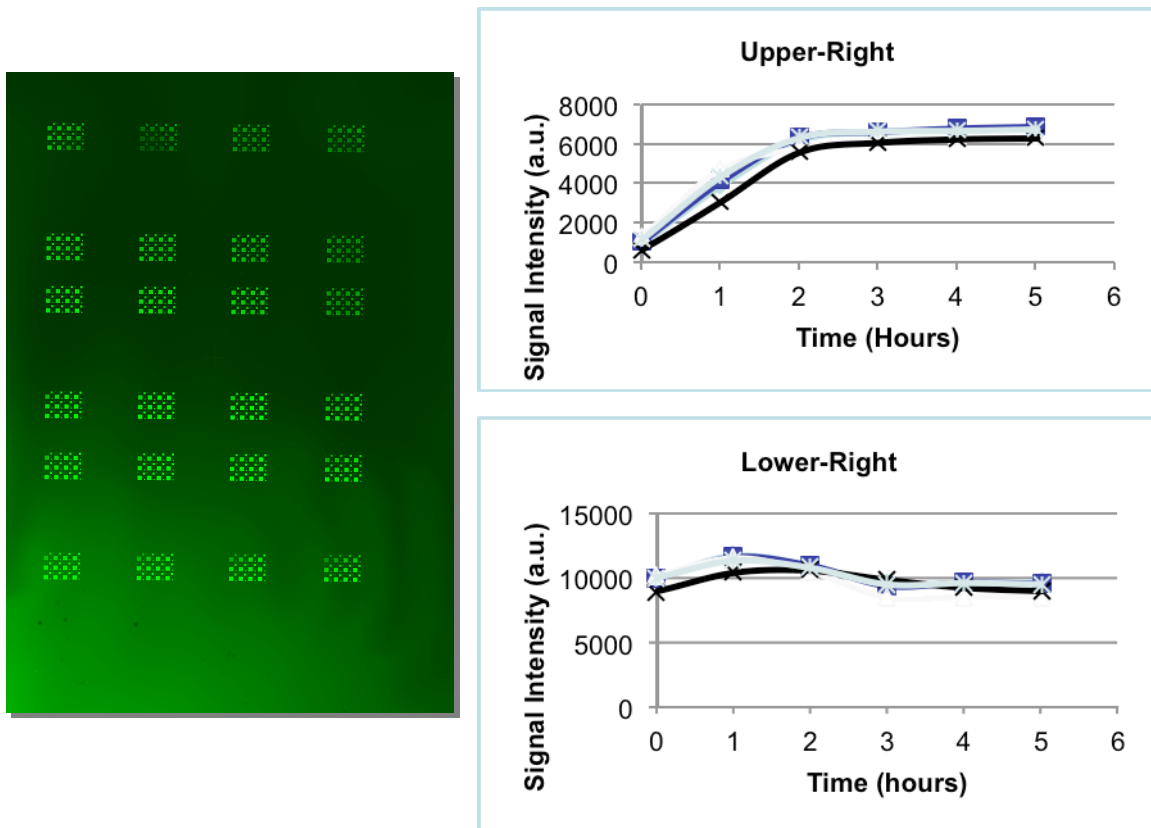 Upper-Right
Signal Intensity (a.u.)
8000
6000
4000
2000
0
0 1 2 3 4 5 6
Time (Hours)
Lower-Right
Signal Intensity (a.u.)
15000
10000
5000
0
0 1 2 3 4 5 6
Time (hours)